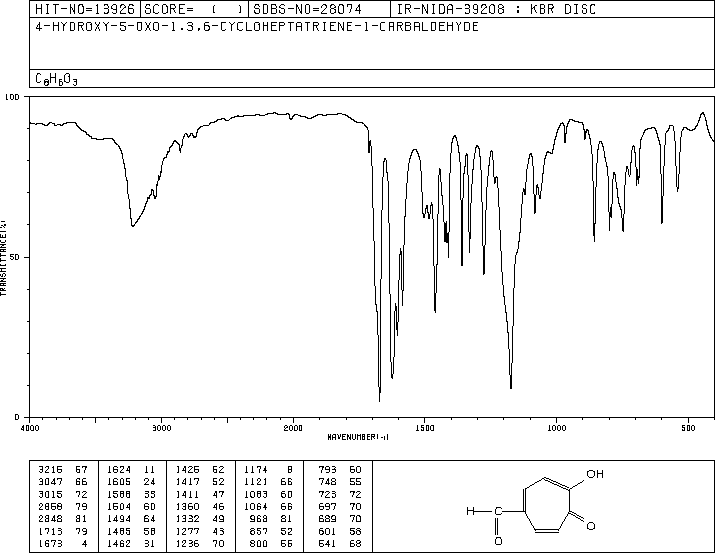 HIT-NO=13926 SCORE= ( ) SDBS-NO=28074 IR-NIDA-39208 : KBR DISC
4-HYDROXY-5-OXO-1,3,6-CYCLOHEPTATRIENE-1-CARBALDEHYDE
C8H6O3
100
50
0
TRANSMITTANCE(%)
4000 3000 2000 1500 1000 500
WAVENUMBER(-1)
3216 57 1624 11 1426 52 1174 8 793 60
3047 66 1605 24 1417 52 1121 66 748 55
3015 72 1588 35 1411 47 1083 60 723 72
2868 79 1504 60 1360 46 1064 66 697 70
2848 81 1494 64 1332 49 968 81 689 70
1713 79 1485 58 1277 43 857 52 601 58
1673 4 1462 31 1236 70 800 66 541 68
OH
H
C
O
O